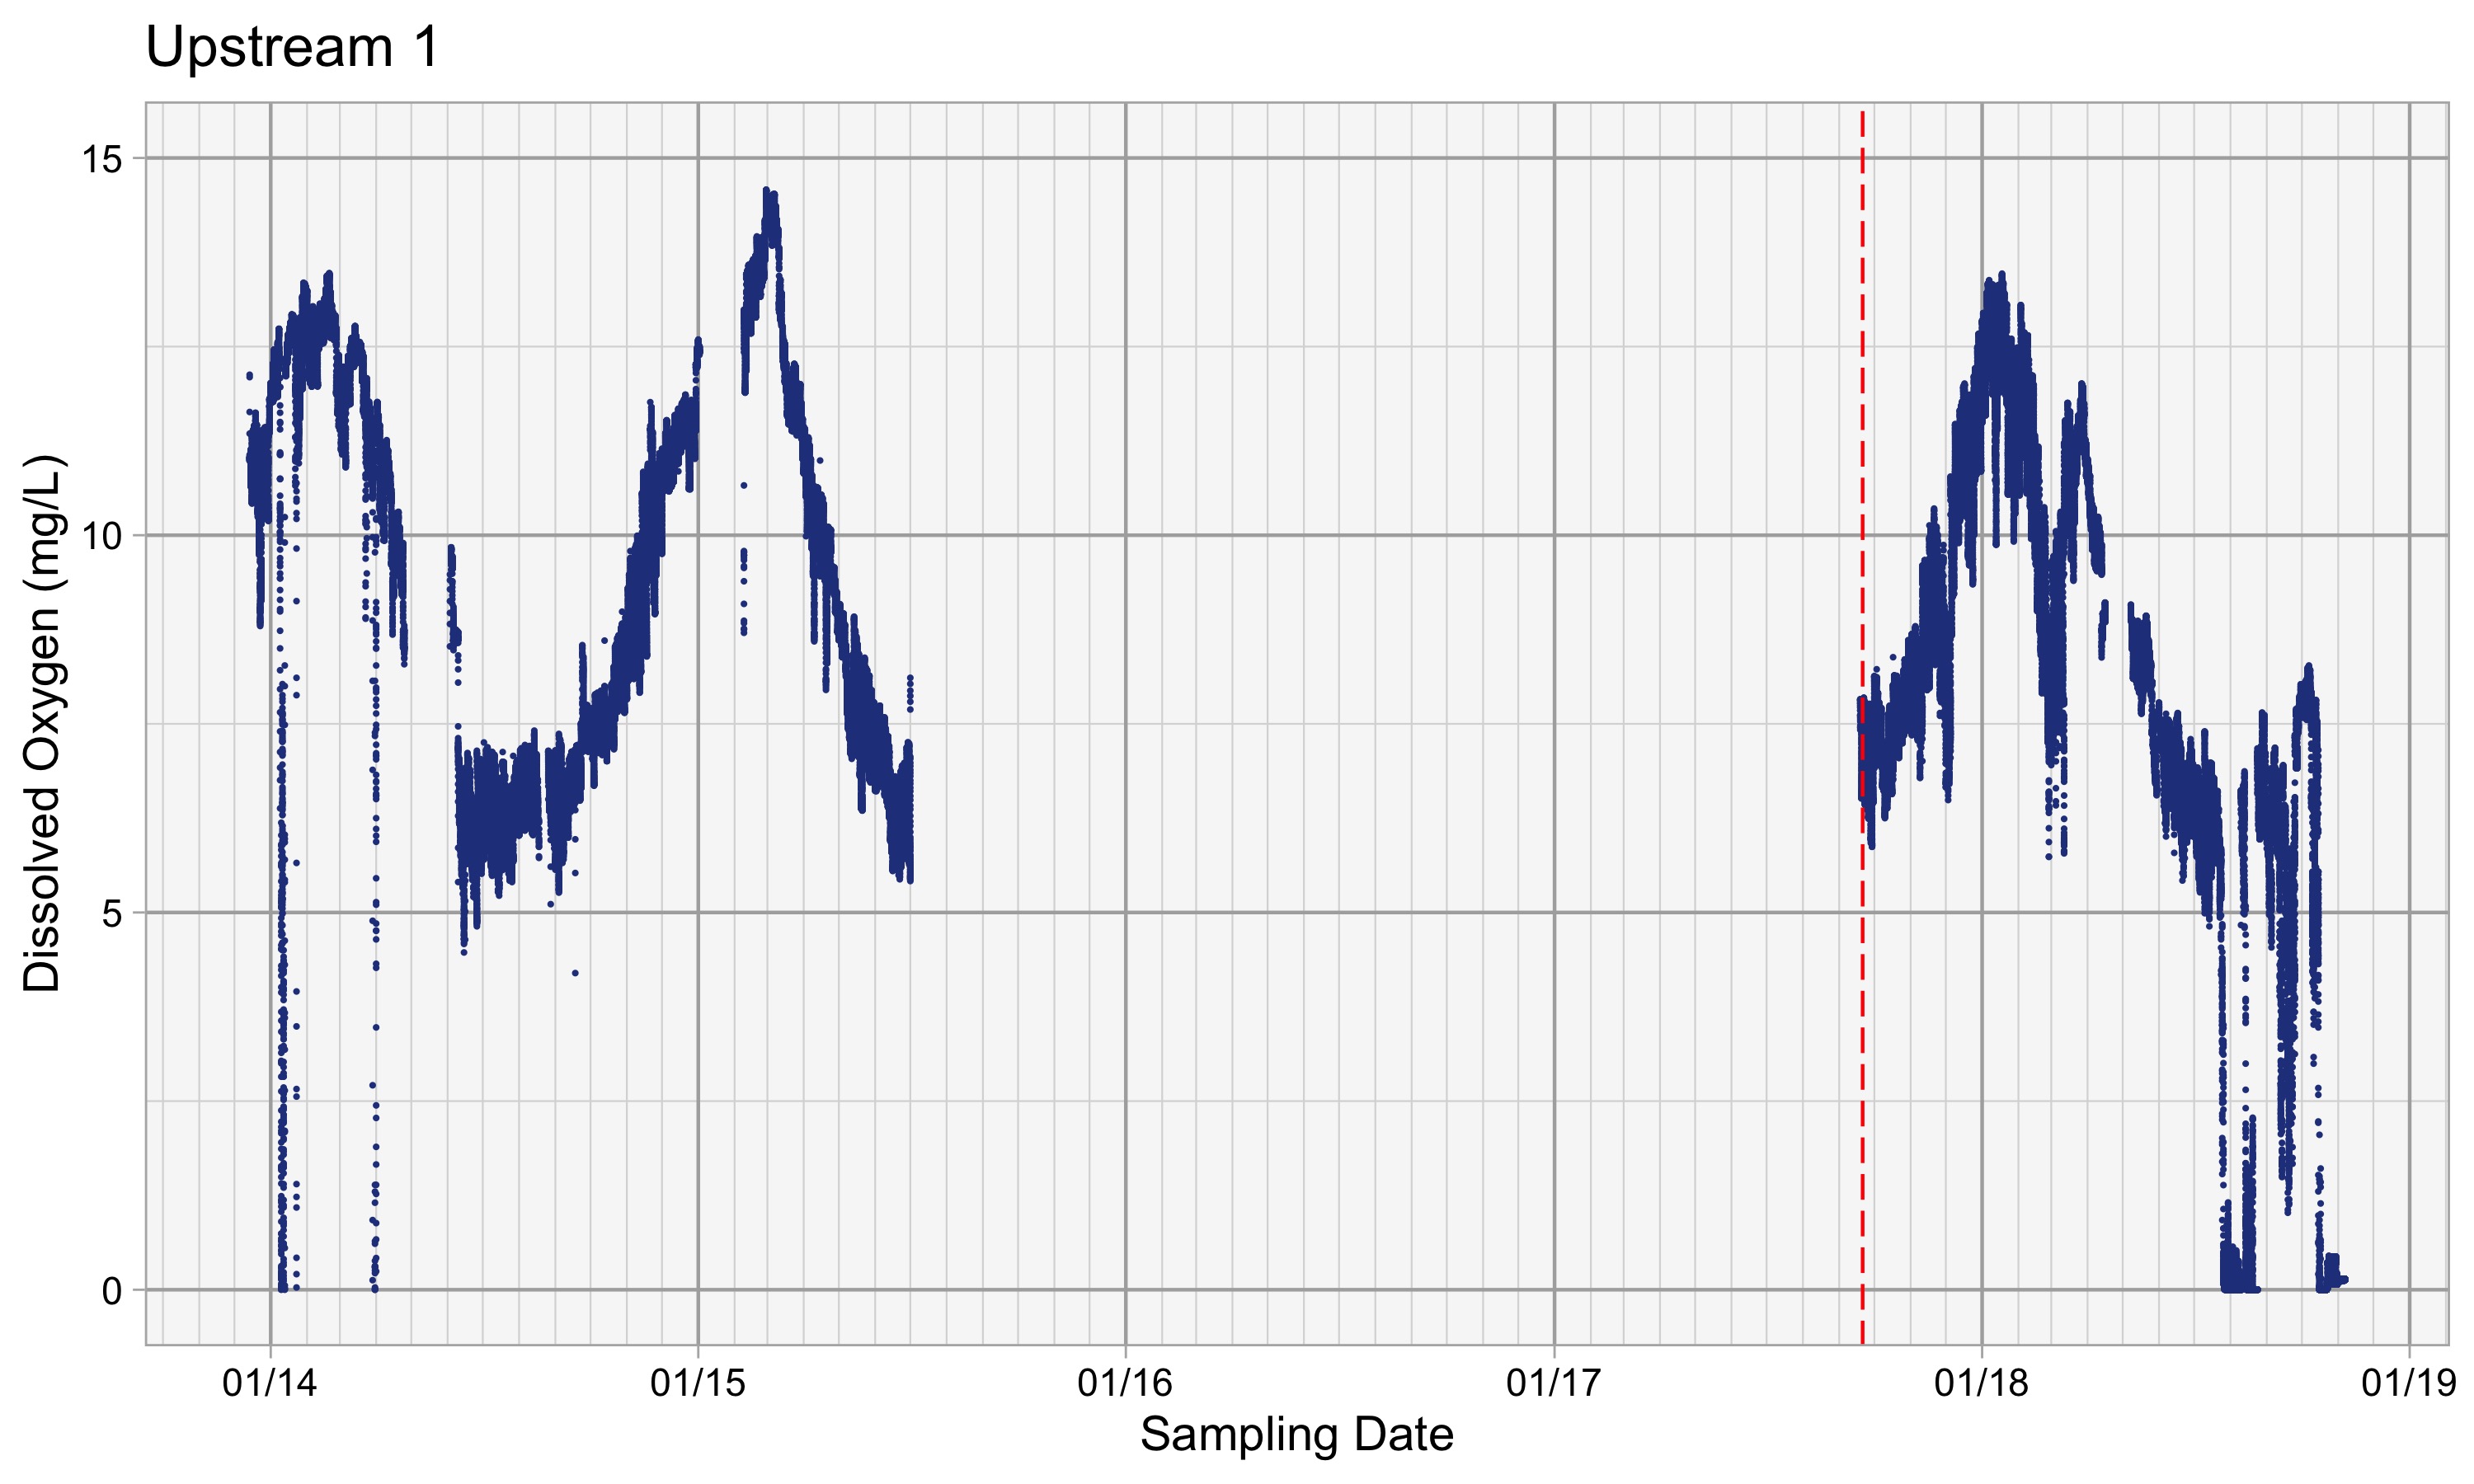 Upstream 1
15
10
5
0
Dissolved Oxygen (mg/L)
01/14 01/15 01/16 01/17 01/18 01/19
Sampling Date